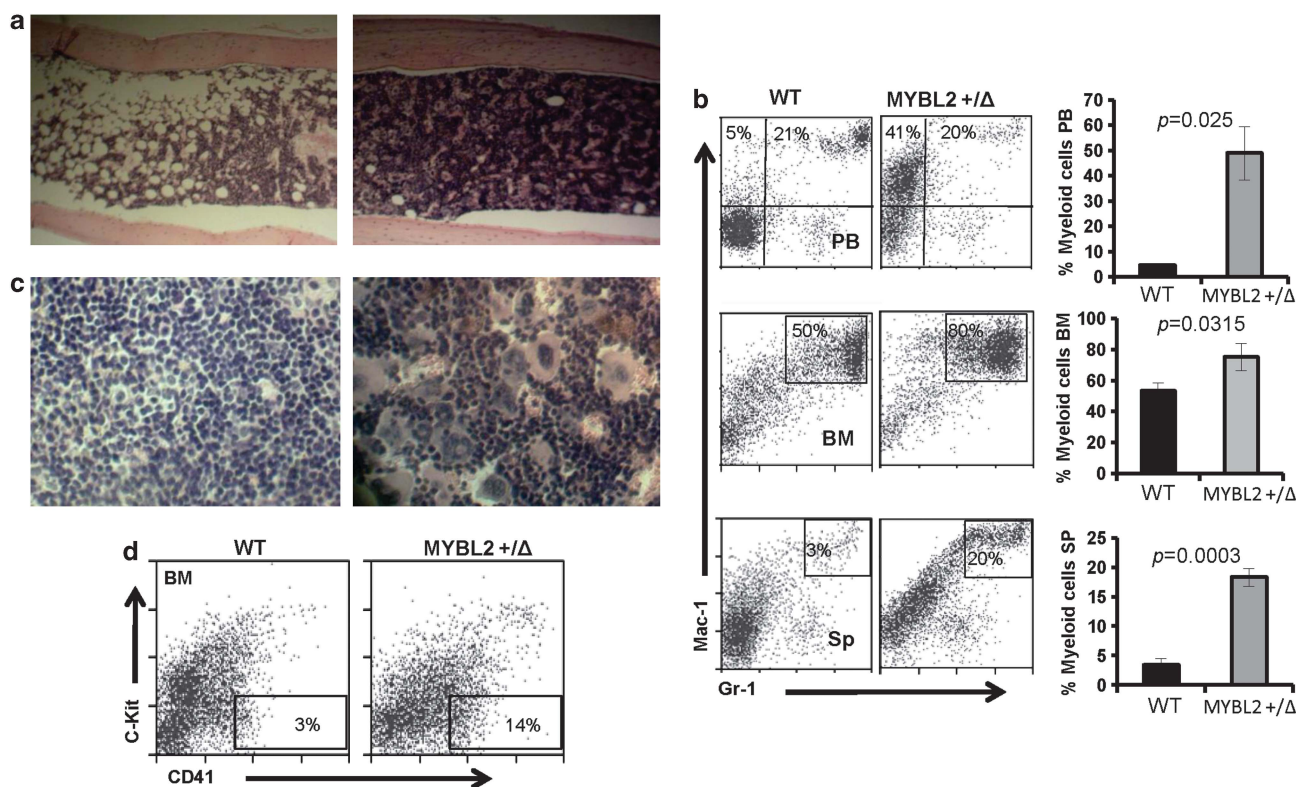 a
b
WT
MYBL2 +/Δ
5%
21%
PB
41%
20%
% Myeloid cells PB
70
60
50
40
30
20
10
0
p=0.025
WT
MYBL2 +/Δ
50%
BM
80%
% Myeloid cells BM
100
80
60
40
20
0
p=0.0315
WT
MYBL2 +/Δ
3%
Sp
20%
Mac-1
Gr-1
% Myeloid cells SP
25
20
15
10
5
0
p=0.0003
WT
MYBL2 +/Δ
c
d
WT
MYBL2 +/Δ
BM
3%
14%
C-Kit
CD41